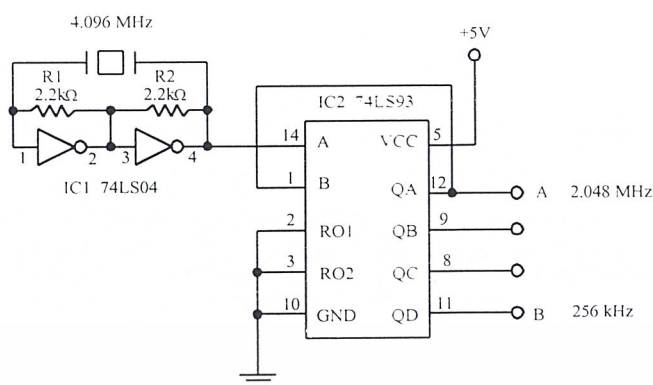 4.096 MHz
+5V
R1
R2
2.2kΩ
2.2kΩ
IC2 74LS93
1
2
3
4
IC1 74LS04
14
A
VCC
5
1
B
QA
12
A
2.048 MHz
2
RO1
QB
9
3
RO2
QC
8
10
GND
QD
11
B
256 kHz